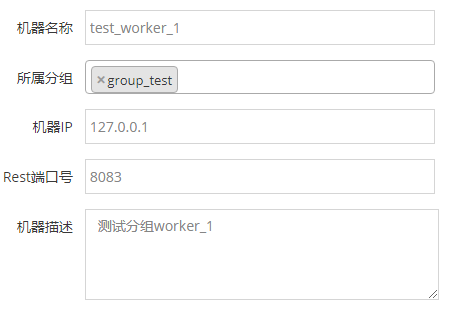 机器名称 test_worker_1
所属分组 ×group_test
机器IP 127.0.0.1
Rest端口号 8083
机器描述 测试分组worker_1